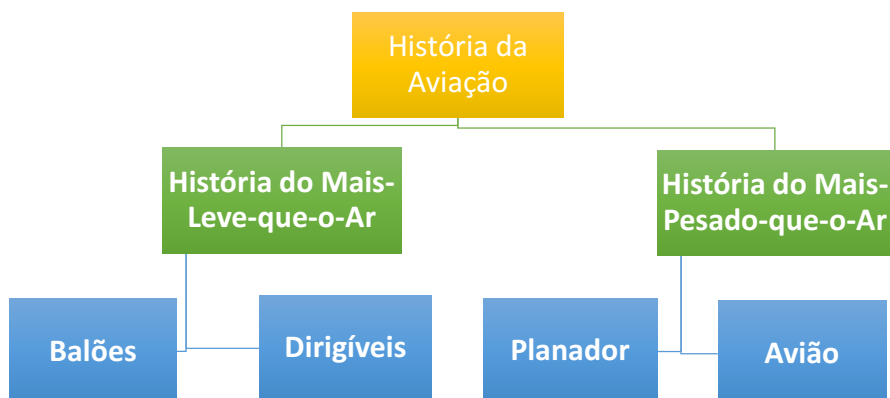 História da
Aviação
História do Mais-
Leve-que-o-Ar
História do Mais-
Pesado-que-o-Ar
Balões
Dirigíveis
Planador
Avião